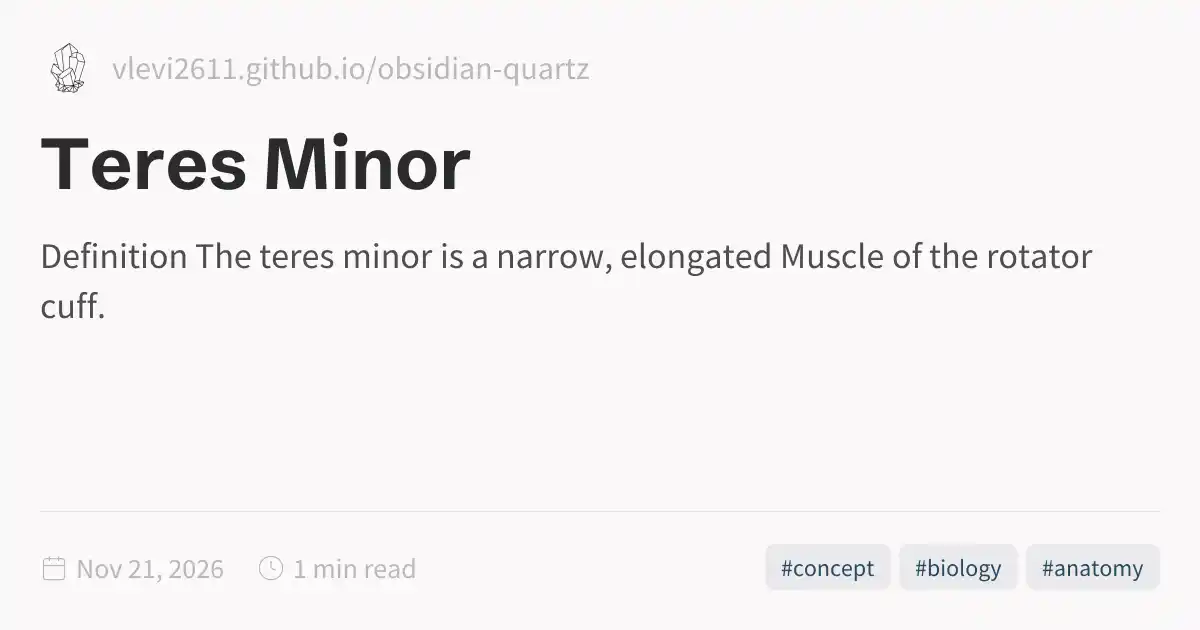 vlevi2611.github.io/obsidian-quartz
Teres Minor
Definition The teres minor is a narrow, elongated Muscle of the rotator
cuff.
Nov 21, 2026 1 min read #concept #biology #anatomy